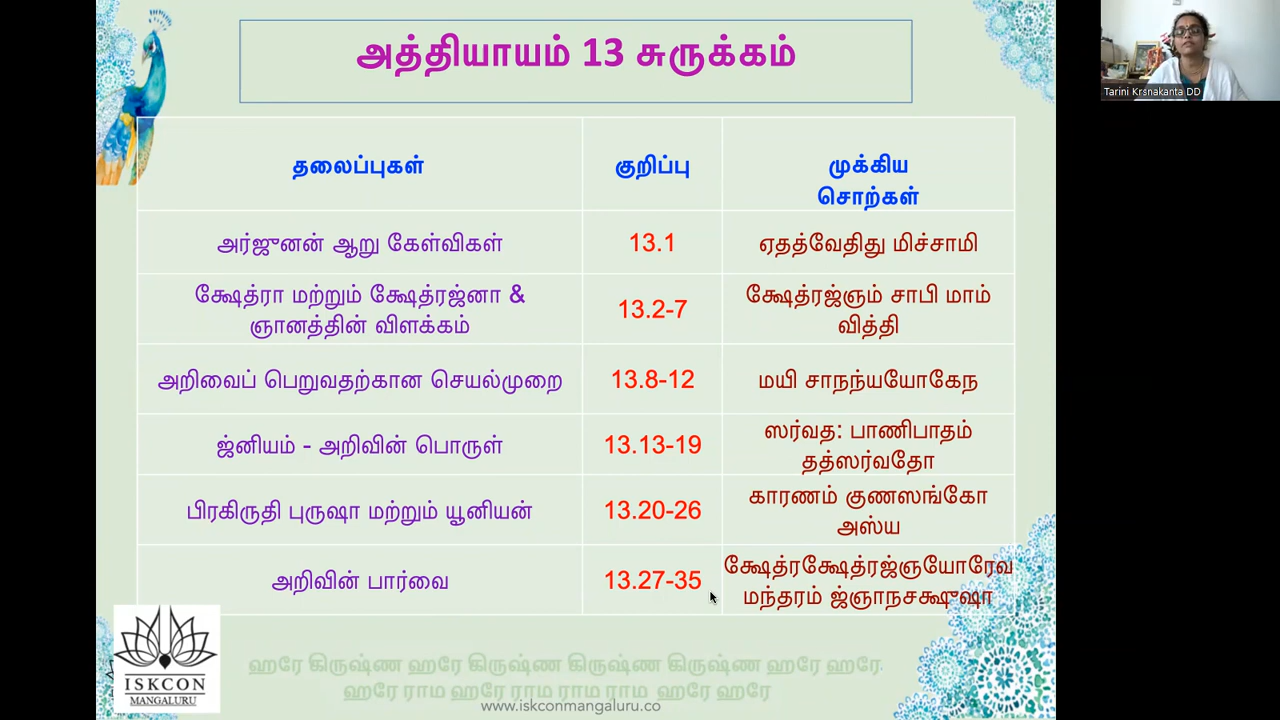 அத்தியாயம் 13 சுருக்கம்
Tarini Krsnakanta DD
தலைப்புகள்
குறிப்பு
முக்கிய
சொற்கள்
அர்ஜுனன் ஆறு கேள்விகள்
13.1
ஏதத்வேதிது மிச்சாமி
க்ஷேத்ரா மற்றும் க்ஷேத்ரஜ்னா &
ஞானத்தின் விளக்கம்
13.2-7
க்ஷேத்ரஜ்ஞம் சாபி மாம்
வித்தி
அறிவைப் பெறுவதற்கான செயல்முறை
13.8-12
மயி சாநந்யயோகேந
ஜ்னியம் - அறிவின் பொருள்
13.13-19
ஸர்வத: பாணிபாதம்
தத்ஸர்வதோ
பிரகிருதி புருஷா மற்றும் யூனியன்
13.20-26
காரணம் குணஸங்கோ
அஸ்ய
அறிவின் பார்வை
13.27-35
க்ஷேத்ரக்ஷேத்ரஜ்ஞயோரேவ
மந்தரம் ஜ்ஞாநசக்ஷுஷா
ISKCON
MANGALURU
ஹரே கிருஷ்ண ஹரே கிருஷ்ண கிருஷ்ண கிருஷ்ண ஹரே ஹரே.
ஹரே ராம ஹரே ராம ராம ராம ஹரே ஹரே
www.iskconmangaluru.co